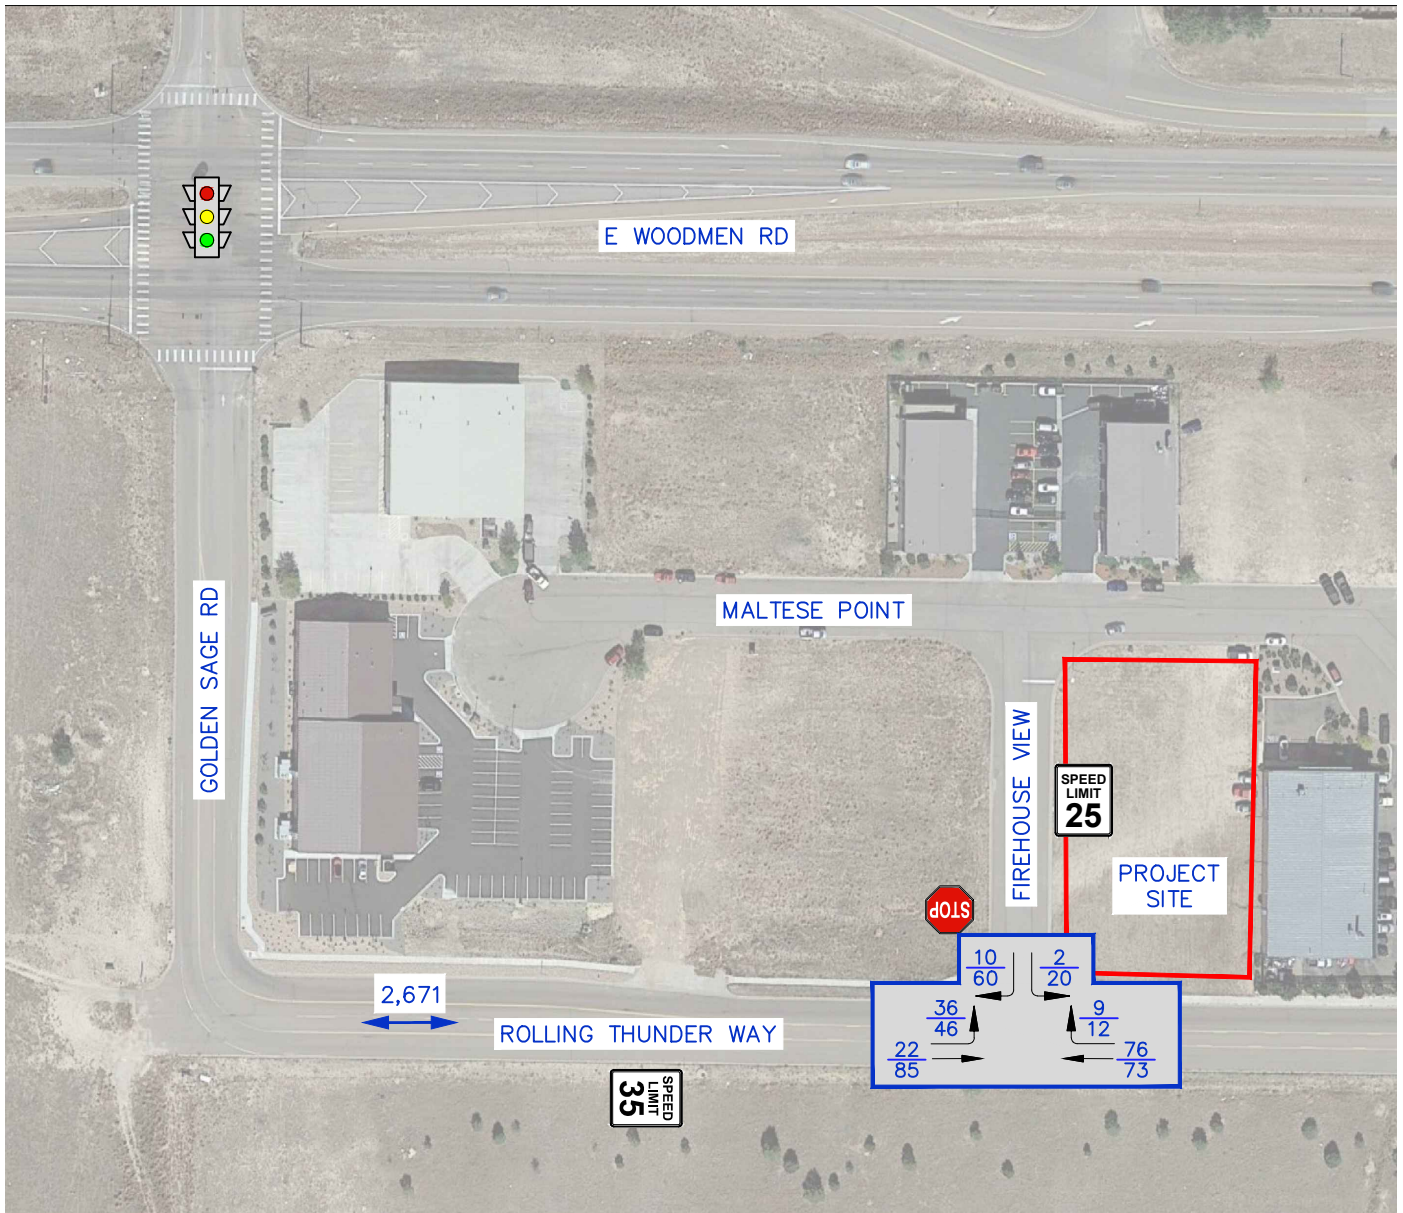 E WOODMEN RD
GOLDEN SAGE RD
MALTESE POINT
FIREHOUSE VIEW
SPEED
LIMIT
25
PROJECT
SITE
STOP
10
60
2
20
2,671
36
46
9
12
ROLLING THUNDER WAY
22
85
76
73
SPEED
LIMIT
35